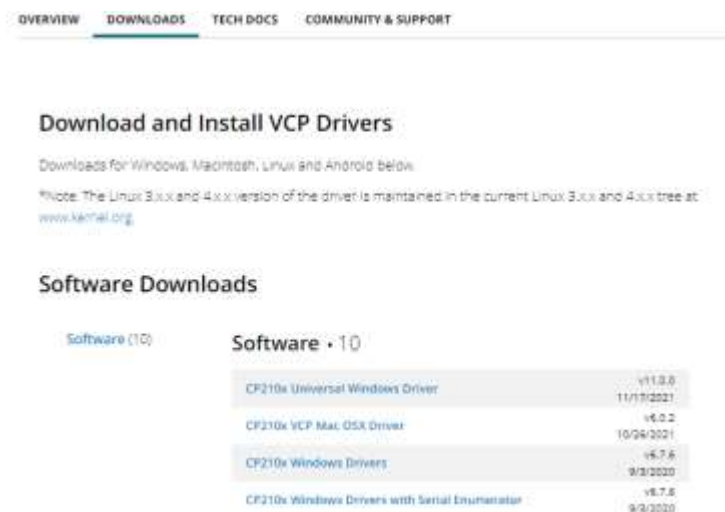 OVERVIEW DOWNLOADS TECH DOCS COMMUNITY & SUPPORT
Download and Install VCP Drivers
Downloads for Windows, Macintosh, Linux and Android below.
*Note: The Linux 3.x.x and 4.x.x version of the driver is maintained in the current Linux 3.x.x and 4.x.x tree at
www.kernel.org.
Software Downloads
Software (10)
Software • 10
CP210x Universal Windows Driver
v11.0.0
11/17/2021
CP210x VCP Mac OSX Driver
v6.0.2
10/26/2021
CP210x Windows Drivers
v6.7.6
9/3/2020
CP210x Windows Drivers with Serial Enumerator
v6.7.6
9/3/2020